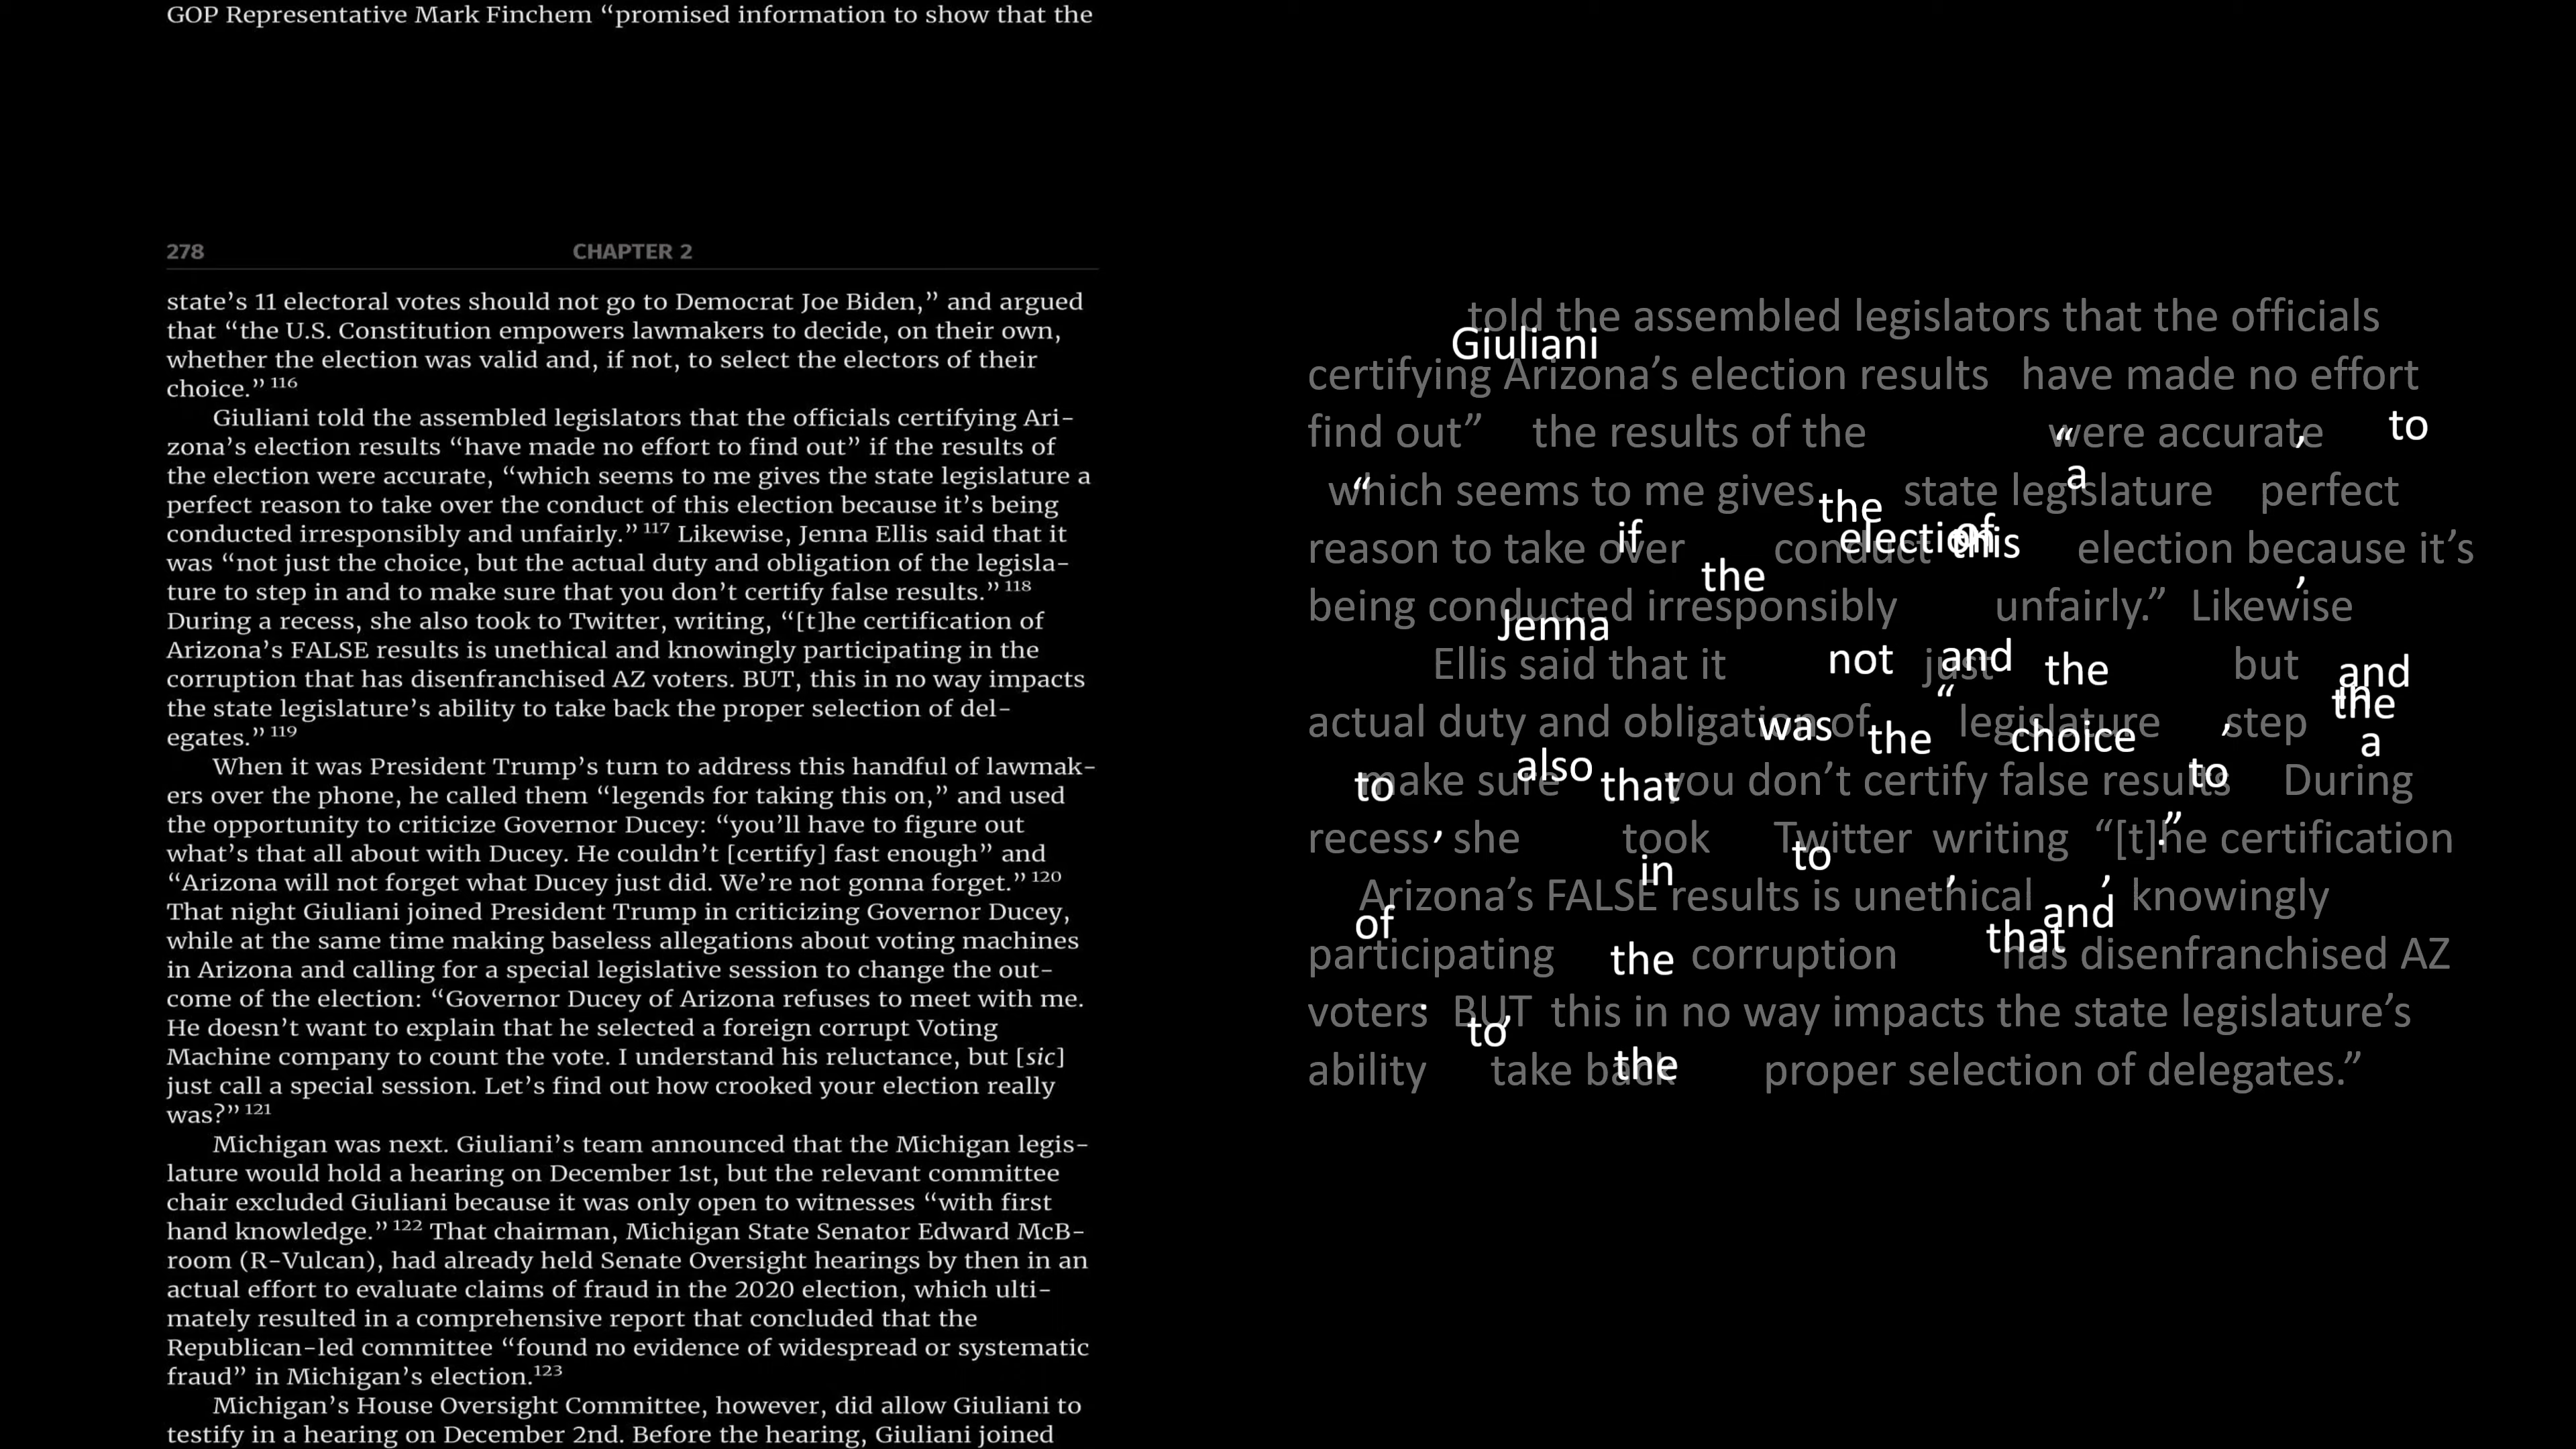 GOP Representative Mark Finchem “promised information to show that the
278 CHAPTER 2
state’s 11 electoral votes should not go to Democrat Joe Biden,” and argued
that “the U.S. Constitution empowers lawmakers to decide, on their own,
whether the election was valid and, if not, to select the electors of their
choice.” 116
Giuliani told the assembled legislators that the officials certifying Ari-
zona’s election results “have made no effort to find out” if the results of
the election were accurate, “which seems to me gives the state legislature a
perfect reason to take over the conduct of this election because it’s being
conducted irresponsibly and unfairly.” 117 Likewise, Jenna Ellis said that it
was “not just the choice, but the actual duty and obligation of the legisla-
ture to step in and to make sure that you don’t certify false results.” 118
During a recess, she also took to Twitter, writing, “[t]he certification of
Arizona’s FALSE results is unethical and knowingly participating in the
corruption that has disenfranchised AZ voters. BUT, this in no way impacts
the state legislature’s ability to take back the proper selection of del-
egates.” 119
When it was President Trump’s turn to address this handful of lawmak-
ers over the phone, he called them “legends for taking this on,” and used
the opportunity to criticize Governor Ducey: “you’ll have to figure out
what’s that all about with Ducey. He couldn’t [certify] fast enough” and
“Arizona will not forget what Ducey just did. We’re not gonna forget.” 120
That night Giuliani joined President Trump in criticizing Governor Ducey,
while at the same time making baseless allegations about voting machines
in Arizona and calling for a special legislative session to change the out-
come of the election: “Governor Ducey of Arizona refuses to meet with me.
He doesn’t want to explain that he selected a foreign corrupt Voting
Machine company to count the vote. I understand his reluctance, but [sic]
just call a special session. Let’s find out how crooked your election really
was?” 121
Michigan was next. Giuliani’s team announced that the Michigan legis-
lature would hold a hearing on December 1st, but the relevant committee
chair excluded Giuliani because it was only open to witnesses “with first
hand knowledge.” 122 That chairman, Michigan State Senator Edward McB-
room (R-Vulcan), had already held Senate Oversight hearings by then in an
actual effort to evaluate claims of fraud in the 2020 election, which ulti-
mately resulted in a comprehensive report that concluded that the
Republican-led committee “found no evidence of widespread or systematic
fraud” in Michigan’s election.123
Michigan’s House Oversight Committee, however, did allow Giuliani to
testify in a hearing on December 2nd. Before the hearing, Giuliani joined
told the assembled legislators that the officials
Giuliani
certifying Arizona’s election results have made no effort
find out” the results of the “ were accurate , to
a
“ which seems to me gives the state legislature perfect
if election of this
reason to take over conduct election because it’s
the ,
being conducted irresponsibly unfairly.” Likewise
Jenna
Ellis said that it not just and the but and
“ in the
actual duty and obligation of legislature , step
was the choice a
to make sure also that you don’t certify false results to During
recess , she took Twitter writing “[t]he certification .”
in to , ,
Arizona’s FALSE results is unethical knowingly
of and
participating the corruption that has disenfranchised AZ
voters . BUT , this in no way impacts the state legislature’s
to
ability take back the proper selection of delegates.”